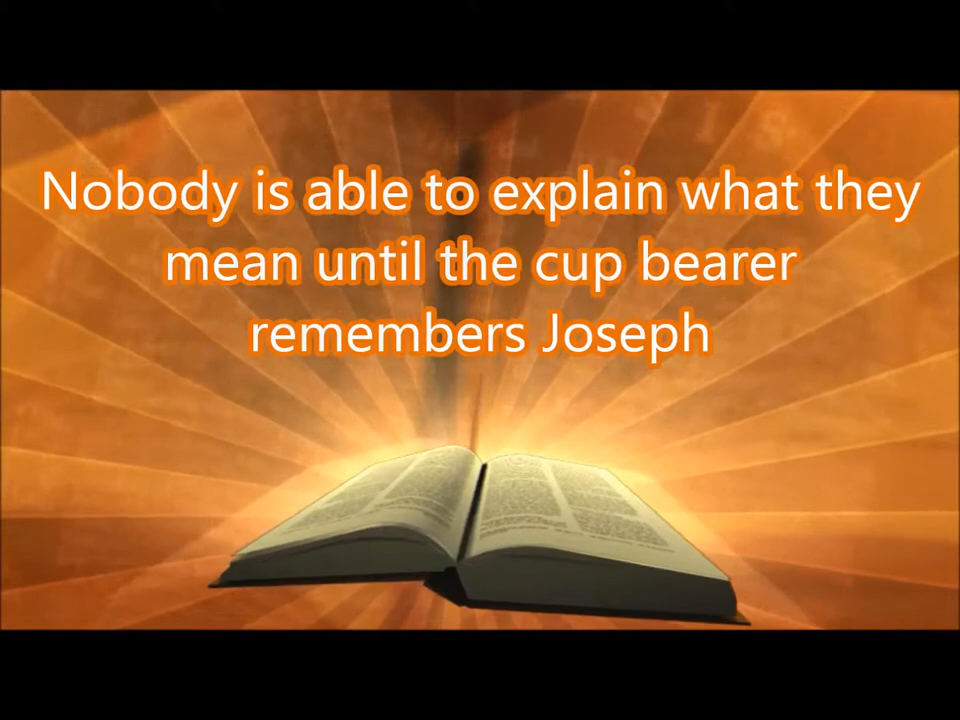 Nobody is able to explain what they
mean until the cup bearer
remembers Joseph